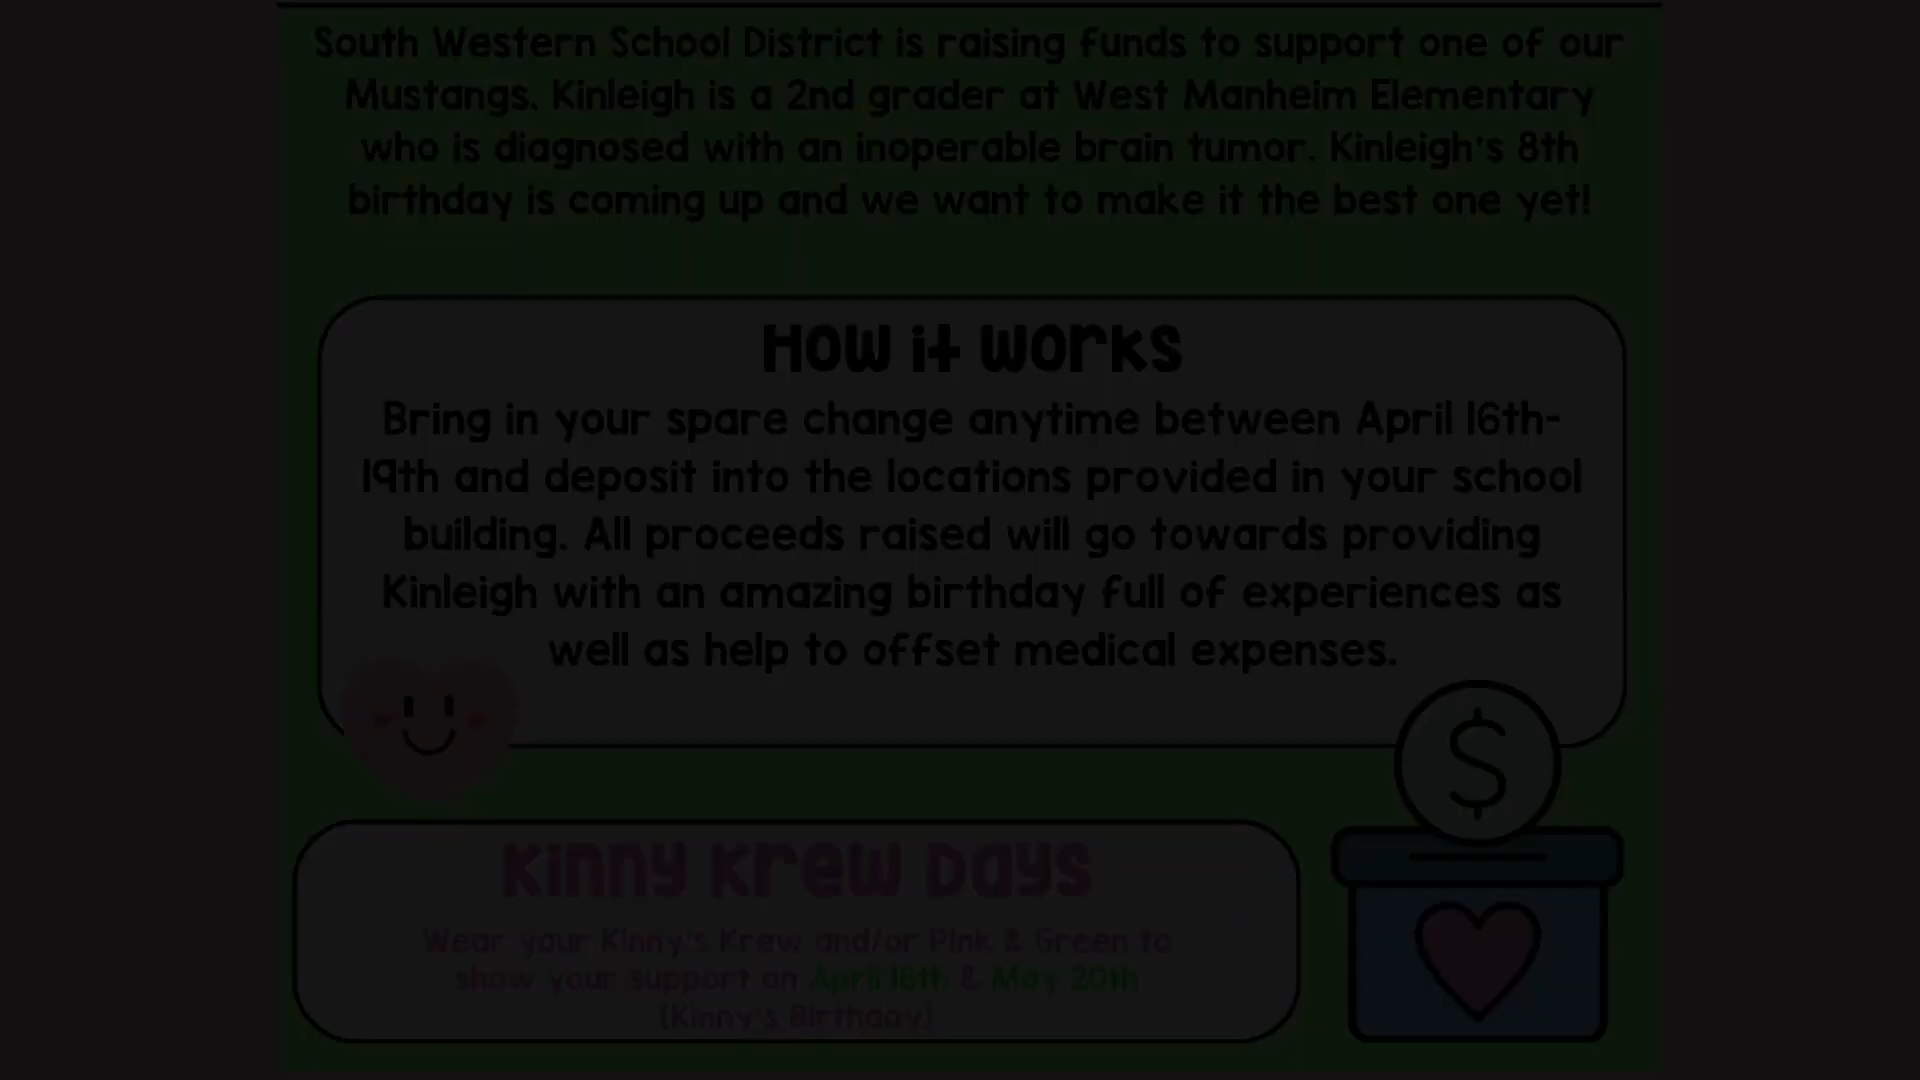 South Western School District is raising funds to support one of our
Mustangs. Kinleigh is a 2nd grader at West Manheim Elementary
who is diagnosed with an inoperable brain tumor. Kinleigh's 8th
birthday is coming up and we want to make it the best one yet!
How it works
Bring in your spare change anytime between April 16th-
19th and deposit into the locations provided in your school
building. All proceeds raised will go towards providing
Kinleigh with an amazing birthday full of experiences as
well as help to offset medical expenses.
$
Kinny Krew Days
Wear your Kinny's Krew and/or Pink & Green to
show your support on April 16th & May 20th
(Kinny's Birthday)